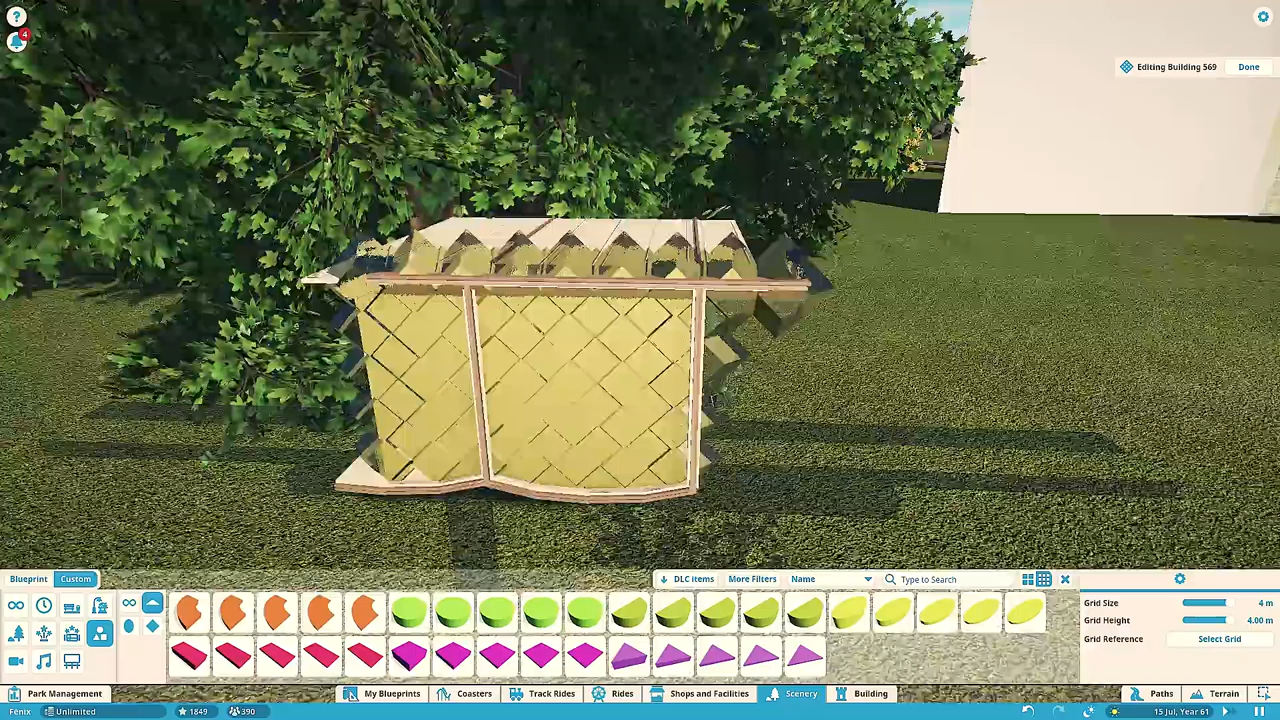 ?
4
Editing Building 569
Done
Blueprint
Custom
DLC items
More Filters
Name
Type to Search
Grid Size
4 m
Grid Height
4.00 m
Grid Reference
Select Grid
Park Management
My Blueprints
Coasters
Track Rides
Rides
Shops and Facilities
Scenery
Building
Paths
Terrain
Fênix
Unlimited
1849
390
15 Jul, Year 61